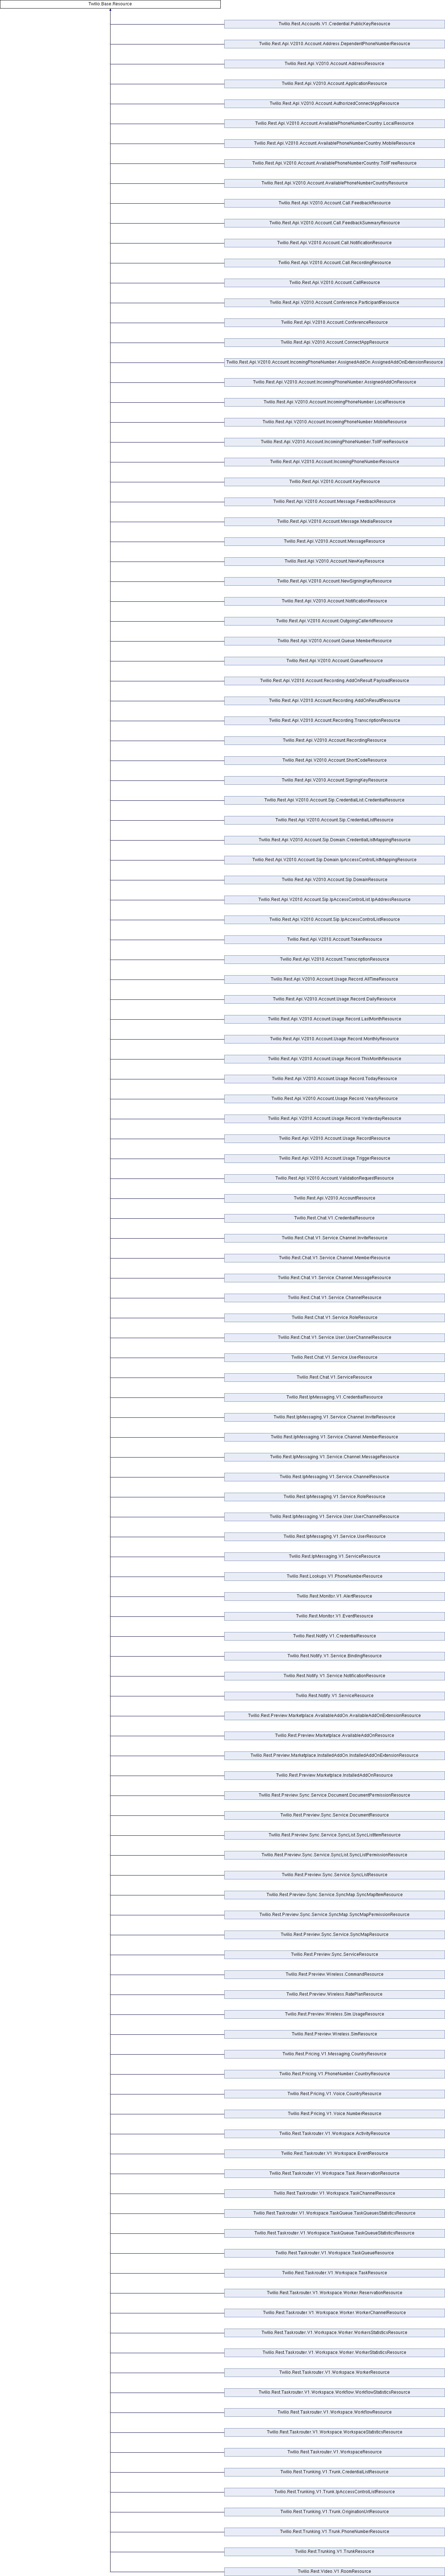 Twilio.Base.Resource
Twilio.Rest.Accounts.V1.Credential.PublicKeyResource
Twilio.Rest.Api.V2010.Account.Address.DependentPhoneNumberResource
Twilio.Rest.Api.V2010.Account.AddressResource
Twilio.Rest.Api.V2010.Account.ApplicationResource
Twilio.Rest.Api.V2010.Account.AuthorizedConnectAppResource
Twilio.Rest.Api.V2010.Account.AvailablePhoneNumberCountry.LocalResource
Twilio.Rest.Api.V2010.Account.AvailablePhoneNumberCountry.MobileResource
Twilio.Rest.Api.V2010.Account.AvailablePhoneNumberCountry.TollFreeResource
Twilio.Rest.Api.V2010.Account.AvailablePhoneNumberCountryResource
Twilio.Rest.Api.V2010.Account.Call.FeedbackResource
Twilio.Rest.Api.V2010.Account.Call.FeedbackSummaryResource
Twilio.Rest.Api.V2010.Account.Call.NotificationResource
Twilio.Rest.Api.V2010.Account.Call.RecordingResource
Twilio.Rest.Api.V2010.Account.CallResource
Twilio.Rest.Api.V2010.Account.Conference.ParticipantResource
Twilio.Rest.Api.V2010.Account.ConferenceResource
Twilio.Rest.Api.V2010.Account.ConnectAppResource
Twilio.Rest.Api.V2010.Account.IncomingPhoneNumber.AssignedAddOn.AssignedAddOnExtensionResource
Twilio.Rest.Api.V2010.Account.IncomingPhoneNumber.AssignedAddOnResource
Twilio.Rest.Api.V2010.Account.IncomingPhoneNumber.LocalResource
Twilio.Rest.Api.V2010.Account.IncomingPhoneNumber.MobileResource
Twilio.Rest.Api.V2010.Account.IncomingPhoneNumber.TollFreeResource
Twilio.Rest.Api.V2010.Account.IncomingPhoneNumberResource
Twilio.Rest.Api.V2010.Account.KeyResource
Twilio.Rest.Api.V2010.Account.Message.FeedbackResource
Twilio.Rest.Api.V2010.Account.Message.MediaResource
Twilio.Rest.Api.V2010.Account.MessageResource
Twilio.Rest.Api.V2010.Account.NewKeyResource
Twilio.Rest.Api.V2010.Account.NewSigningKeyResource
Twilio.Rest.Api.V2010.Account.NotificationResource
Twilio.Rest.Api.V2010.Account.OutgoingCallerIdResource
Twilio.Rest.Api.V2010.Account.Queue.MemberResource
Twilio.Rest.Api.V2010.Account.QueueResource
Twilio.Rest.Api.V2010.Account.Recording.AddOnResult.PayloadResource
Twilio.Rest.Api.V2010.Account.Recording.AddOnResultResource
Twilio.Rest.Api.V2010.Account.Recording.TranscriptionResource
Twilio.Rest.Api.V2010.Account.RecordingResource
Twilio.Rest.Api.V2010.Account.ShortCodeResource
Twilio.Rest.Api.V2010.Account.SigningKeyResource
Twilio.Rest.Api.V2010.Account.Sip.CredentialList.CredentialResource
Twilio.Rest.Api.V2010.Account.Sip.CredentialListResource
Twilio.Rest.Api.V2010.Account.Sip.Domain.CredentialListMappingResource
Twilio.Rest.Api.V2010.Account.Sip.Domain.IpAccessControlListMappingResource
Twilio.Rest.Api.V2010.Account.Sip.DomainResource
Twilio.Rest.Api.V2010.Account.Sip.IpAccessControlList.IpAddressResource
Twilio.Rest.Api.V2010.Account.Sip.IpAccessControlListResource
Twilio.Rest.Api.V2010.Account.TokenResource
Twilio.Rest.Api.V2010.Account.TranscriptionResource
Twilio.Rest.Api.V2010.Account.Usage.Record.AllTimeResource
Twilio.Rest.Api.V2010.Account.Usage.Record.DailyResource
Twilio.Rest.Api.V2010.Account.Usage.Record.LastMonthResource
Twilio.Rest.Api.V2010.Account.Usage.Record.MonthlyResource
Twilio.Rest.Api.V2010.Account.Usage.Record.ThisMonthResource
Twilio.Rest.Api.V2010.Account.Usage.Record.TodayResource
Twilio.Rest.Api.V2010.Account.Usage.Record.YearlyResource
Twilio.Rest.Api.V2010.Account.Usage.Record.YesterdayResource
Twilio.Rest.Api.V2010.Account.Usage.RecordResource
Twilio.Rest.Api.V2010.Account.Usage.TriggerResource
Twilio.Rest.Api.V2010.Account.ValidationRequestResource
Twilio.Rest.Api.V2010.AccountResource
Twilio.Rest.Chat.V1.CredentialResource
Twilio.Rest.Chat.V1.Service.Channel.InviteResource
Twilio.Rest.Chat.V1.Service.Channel.MemberResource
Twilio.Rest.Chat.V1.Service.Channel.MessageResource
Twilio.Rest.Chat.V1.Service.ChannelResource
Twilio.Rest.Chat.V1.Service.RoleResource
Twilio.Rest.Chat.V1.Service.User.UserChannelResource
Twilio.Rest.Chat.V1.Service.UserResource
Twilio.Rest.Chat.V1.ServiceResource
Twilio.Rest.IpMessaging.V1.CredentialResource
Twilio.Rest.IpMessaging.V1.Service.Channel.InviteResource
Twilio.Rest.IpMessaging.V1.Service.Channel.MemberResource
Twilio.Rest.IpMessaging.V1.Service.Channel.MessageResource
Twilio.Rest.IpMessaging.V1.Service.ChannelResource
Twilio.Rest.IpMessaging.V1.Service.RoleResource
Twilio.Rest.IpMessaging.V1.Service.User.UserChannelResource
Twilio.Rest.IpMessaging.V1.Service.UserResource
Twilio.Rest.IpMessaging.V1.ServiceResource
Twilio.Rest.Lookups.V1.PhoneNumberResource
Twilio.Rest.Monitor.V1.AlertResource
Twilio.Rest.Monitor.V1.EventResource
Twilio.Rest.Notify.V1.CredentialResource
Twilio.Rest.Notify.V1.Service.BindingResource
Twilio.Rest.Notify.V1.Service.NotificationResource
Twilio.Rest.Notify.V1.ServiceResource
Twilio.Rest.Preview.Marketplace.AvailableAddOn.AvailableAddOnExtensionResource
Twilio.Rest.Preview.Marketplace.AvailableAddOnResource
Twilio.Rest.Preview.Marketplace.InstalledAddOn.InstalledAddOnExtensionResource
Twilio.Rest.Preview.Marketplace.InstalledAddOnResource
Twilio.Rest.Preview.Sync.Service.Document.DocumentPermissionResource
Twilio.Rest.Preview.Sync.Service.DocumentResource
Twilio.Rest.Preview.Sync.Service.SyncList.SyncListItemResource
Twilio.Rest.Preview.Sync.Service.SyncList.SyncListPermissionResource
Twilio.Rest.Preview.Sync.Service.SyncListResource
Twilio.Rest.Preview.Sync.Service.SyncMap.SyncMapItemResource
Twilio.Rest.Preview.Sync.Service.SyncMap.SyncMapPermissionResource
Twilio.Rest.Preview.Sync.Service.SyncMapResource
Twilio.Rest.Preview.Sync.ServiceResource
Twilio.Rest.Preview.Wireless.CommandResource
Twilio.Rest.Preview.Wireless.RatePlanResource
Twilio.Rest.Preview.Wireless.Sim.UsageResource
Twilio.Rest.Preview.Wireless.SimResource
Twilio.Rest.Pricing.V1.Messaging.CountryResource
Twilio.Rest.Pricing.V1.PhoneNumber.CountryResource
Twilio.Rest.Pricing.V1.Voice.CountryResource
Twilio.Rest.Pricing.V1.Voice.NumberResource
Twilio.Rest.Taskrouter.V1.Workspace.ActivityResource
Twilio.Rest.Taskrouter.V1.Workspace.EventResource
Twilio.Rest.Taskrouter.V1.Workspace.Task.ReservationResource
Twilio.Rest.Taskrouter.V1.Workspace.TaskChannelResource
Twilio.Rest.Taskrouter.V1.Workspace.TaskQueue.TaskQueuesStatisticsResource
Twilio.Rest.Taskrouter.V1.Workspace.TaskQueue.TaskQueueStatisticsResource
Twilio.Rest.Taskrouter.V1.Workspace.TaskQueueResource
Twilio.Rest.Taskrouter.V1.Workspace.TaskResource
Twilio.Rest.Taskrouter.V1.Workspace.Worker.ReservationResource
Twilio.Rest.Taskrouter.V1.Workspace.Worker.WorkerChannelResource
Twilio.Rest.Taskrouter.V1.Workspace.Worker.WorkersStatisticsResource
Twilio.Rest.Taskrouter.V1.Workspace.Worker.WorkerStatisticsResource
Twilio.Rest.Taskrouter.V1.Workspace.WorkerResource
Twilio.Rest.Taskrouter.V1.Workspace.Workflow.WorkflowStatisticsResource
Twilio.Rest.Taskrouter.V1.Workspace.WorkflowResource
Twilio.Rest.Taskrouter.V1.Workspace.WorkspaceStatisticsResource
Twilio.Rest.Taskrouter.V1.WorkspaceResource
Twilio.Rest.Trunking.V1.Trunk.CredentialListResource
Twilio.Rest.Trunking.V1.Trunk.IpAccessControlListResource
Twilio.Rest.Trunking.V1.Trunk.OriginationUrlResource
Twilio.Rest.Trunking.V1.Trunk.PhoneNumberResource
Twilio.Rest.Trunking.V1.TrunkResource
Twilio.Rest.Video.V1.RoomResource